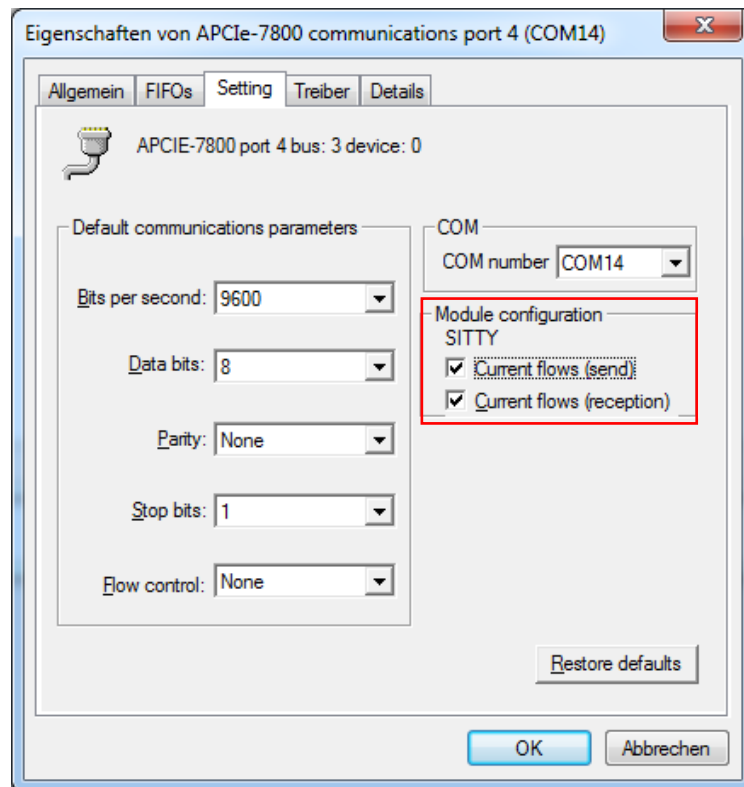 Eigenschaften von APCIe-7800 communications port 4 (COM14)
Allgemein FIFOs Setting Treiber Details
APCIE-7800 port 4 bus: 3 device: 0
Default communications parameters
Bits per second: 9600
Data bits: 8
Parity: None
Stop bits: 1
Flow control: None
COM
COM number COM14
Module configuration
SITTY
Current flows (send)
Current flows (reception)
Restore defaults
OK Abbrechen